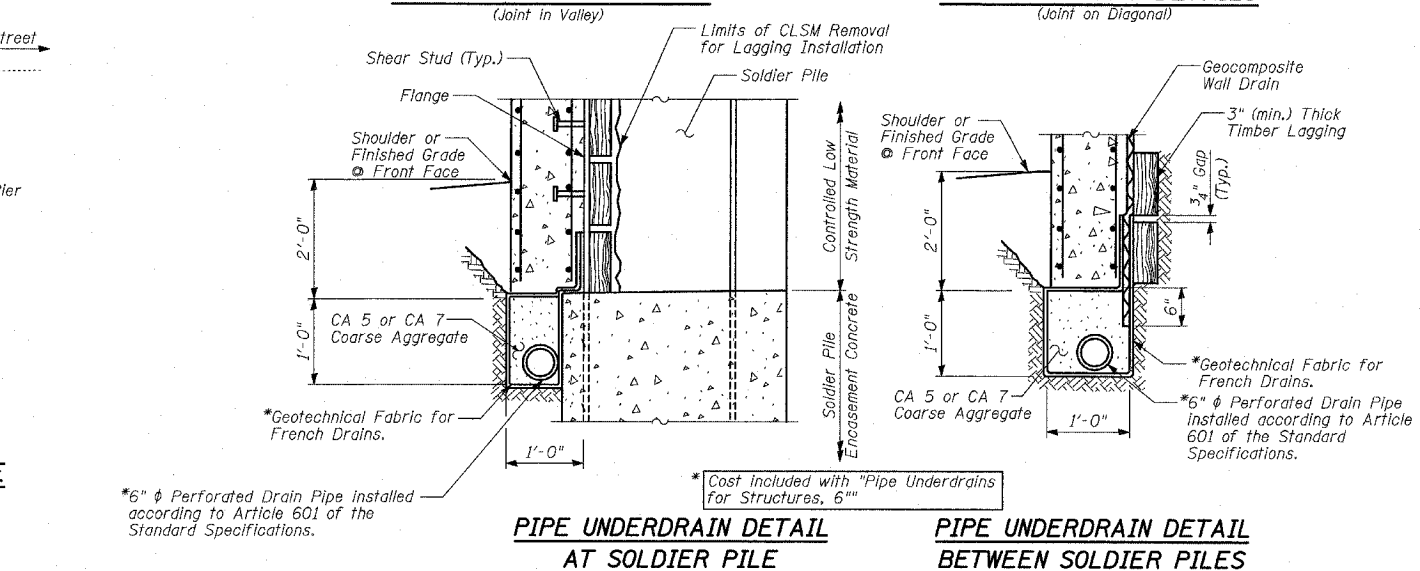 (Joint in Valley)
(Joint on Diagonal)
treet
Limits of CLSM Removal
for Lagging Installation
Shear Stud (Typ.)
Soldier Pile
Flange
Shoulder or
Finished Grade
@ Front Face
2'-0"
1'-0"
CA 5 or CA 7
Coarse Aggregate
*Geotechnical Fabric for
French Drains.
1'-0"
*6" ϕ Perforated Drain Pipe installed
according to Article 601 of the
Standard Specifications.
Controlled Low
Strength Material
Soldier Pile
Encasement Concrete
* Cost included with "Pipe Underdrains
for Structures, 6""
PIPE UNDERDRAIN DETAIL
AT SOLDIER PILE
Geocomposite
Wall Drain
3" (min.) Thick
Timber Lagging
Shoulder or
Finished Grade
@ Front Face
3/4" Gap
(Typ.)
2'-0"
1'-0"
6"
CA 5 or CA 7
Coarse Aggregate
1'-0"
*Geotechnical Fabric for
French Drains.
*6" ϕ Perforated Drain Pipe
installed according to Article
601 of the Standard
Specifications.
PIPE UNDERDRAIN DETAIL
BETWEEN SOLDIER PILES